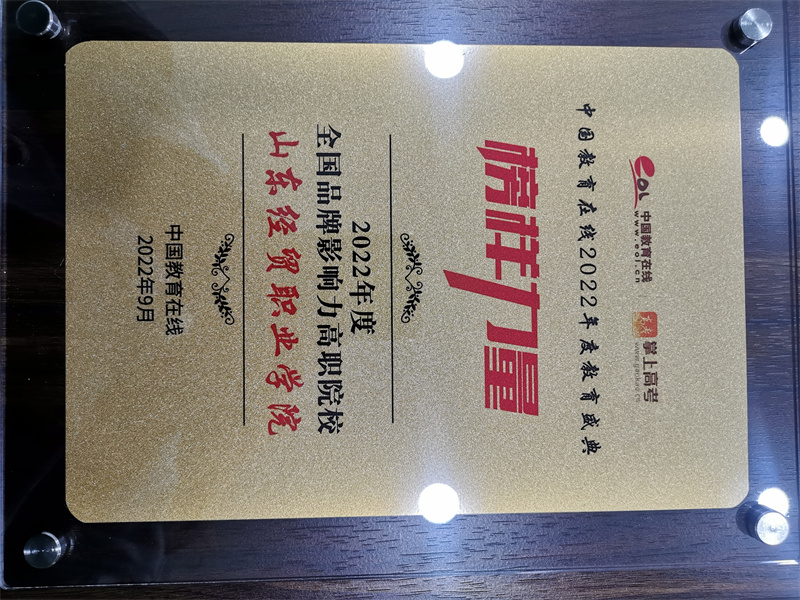 eol 中国教育在线
www.eol.cn
掌上高考
www.gaokao.cn
中国教育在线2022年度教育盛典
榜样力量
2022年度
全国品牌影响力高职院校
山东经贸职业学院
中国教育在线
2022年9月